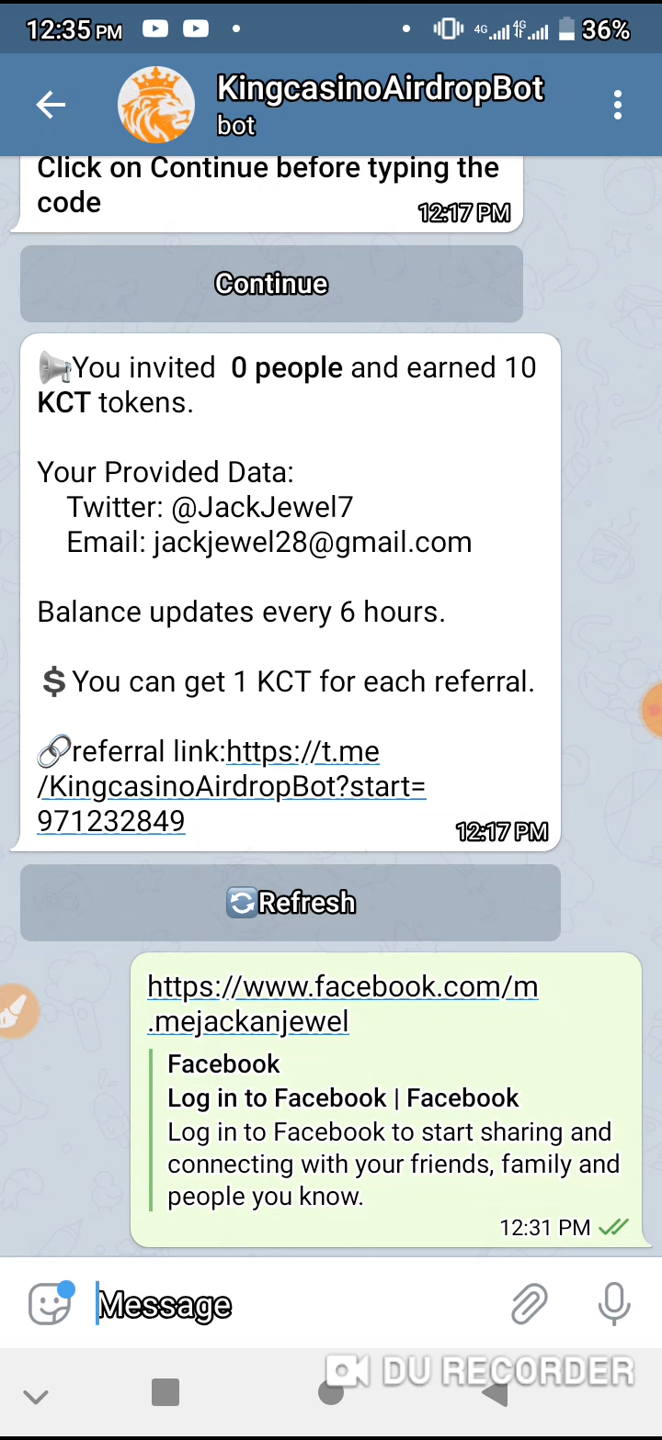 12:35 PM 4G 4G 36%
KingcasinoAirdropBot
bot
Click on Continue before typing the
code
12:17 PM
Continue
You invited 0 people and earned 10
KCT tokens.
Your Provided Data:
Twitter: @JackJewel7
Email: jackjewel28@gmail.com
Balance updates every 6 hours.
$ You can get 1 KCT for each referral.
referral link:https://t.me
/KingcasinoAirdropBot?start=
971232849
12:17 PM
Refresh
https://www.facebook.com/m
.mejackanjewel
Facebook
Log in to Facebook | Facebook
Log in to Facebook to start sharing and
connecting with your friends, family and
people you know.
12:31 PM
Message
DU RECORDER